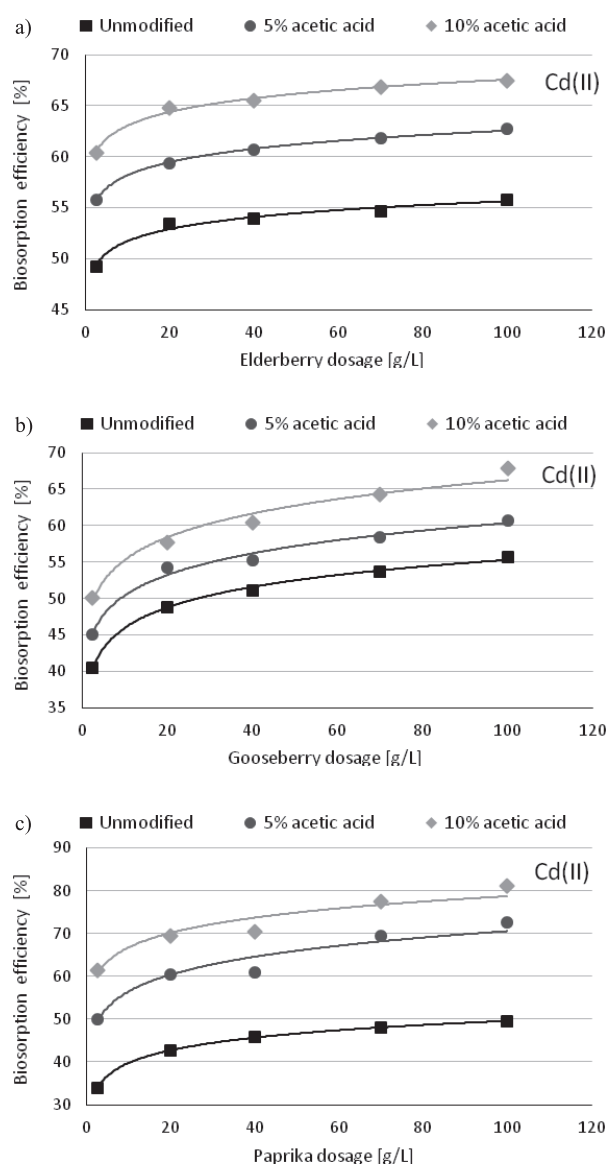 a)
Unmodified 5% acetic acid 10% acetic acid
Cd(II)
Biosorption efficiency [%]
70
65
60
55
50
45
0 20 40 60 80 100 120
Elderberry dosage [g/L]
b)
Unmodified 5% acetic acid 10% acetic acid
Cd(II)
Biosorption efficiency [%]
70
65
60
55
50
45
40
35
0 20 40 60 80 100 120
Gooseberry dosage [g/L]
c)
Unmodified 5% acetic acid 10% acetic acid
Cd(II)
Biosorption efficiency [%]
90
80
70
60
50
40
30
0 20 40 60 80 100 120
Paprika dosage [g/L]